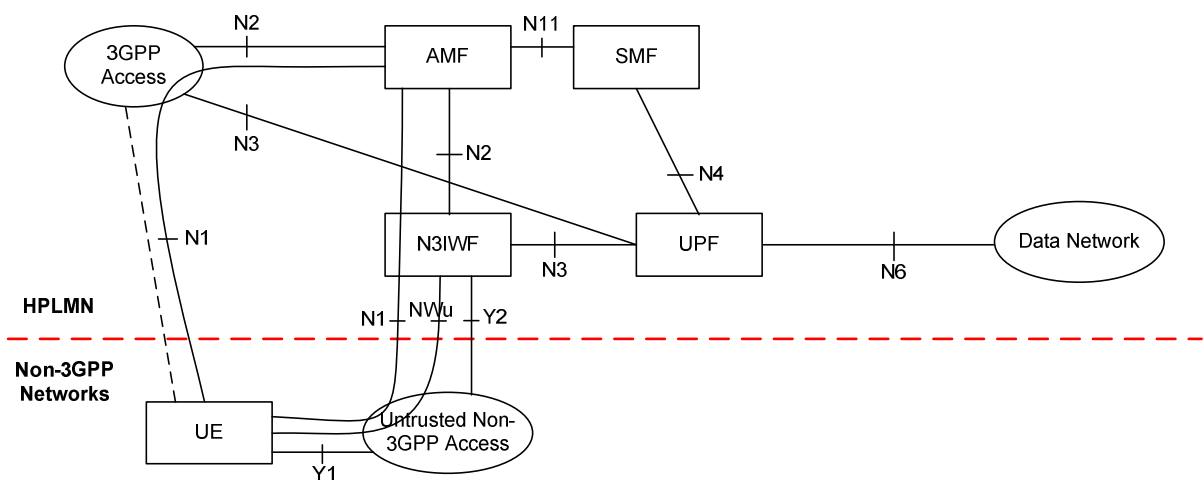 N2
3GPP
Access
AMF
N11
SMF
N3
N2
N4
N1
N3IWF
N3
UPF
N6
Data Network
HPLMN
N1
NWu
Y2
Non-3GPP
Networks
UE
Untrusted Non-
3GPP Access
Y1